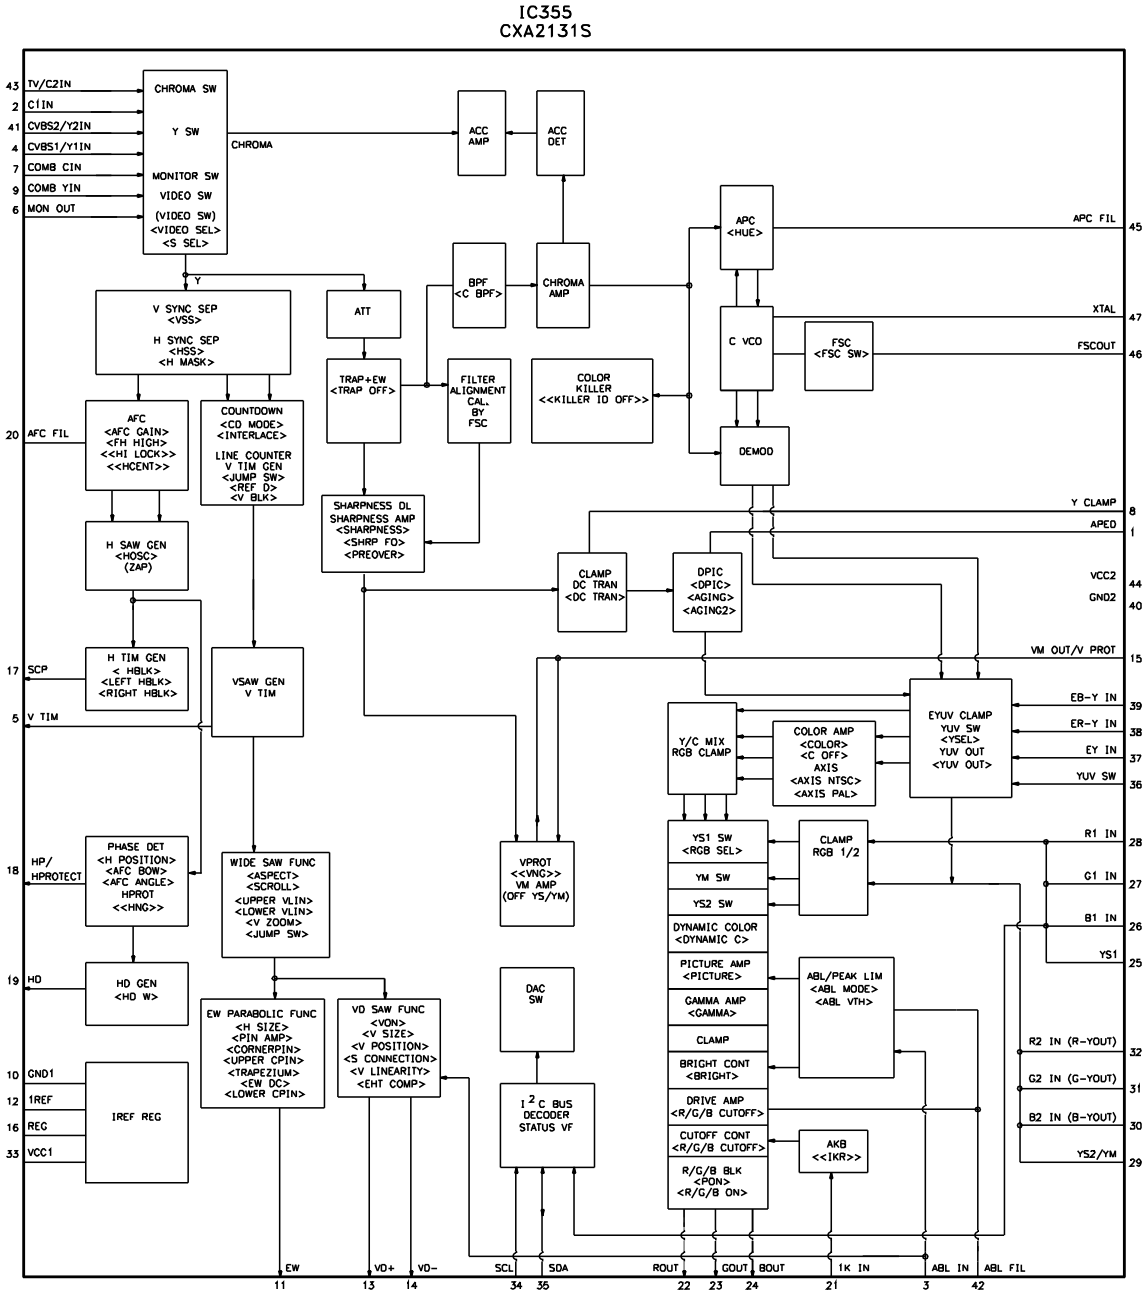 IC355
CXA2131S
43 TV/C2IN
2 C1IN
41 CVBS2/Y2IN
4 CVBS1/Y1IN
7 COMB CIN
9 COMB YIN
6 MON OUT
CHROMA SW
Y SW
MONITOR SW
VIDEO SW
(VIDEO SW)
<VIDEO SEL>
<S SEL>
CHROMA
ACC
AMP
ACC
DET
APC
<HUE>
APC FIL 45
Y
V SYNC SEP
<VSS>
H SYNC SEP
<HSS>
<H MASK>
ATT
BPF
<C BPF>
CHROMA
AMP
C VCO
XTAL 47
FSC
<FSC SW>
FSCOUT 46
TRAP+EW
<TRAP OFF>
FILTER
ALIGNMENT
CALL
BY
FSC
COLOR
KILLER
<<KILLER ID OFF>>
DEMOD
20 AFC FIL
AFC
<AFC GAIN>
<FH HIGH>
<<HI LOCK>>
<<HCENT>>
COUNTDOWN
<CD MODE>
<INTERLACE>
LINE COUNTER
V TIM GEN
<JUMP SW>
<REF D>
<V BLK>
SHARPNESS DL
SHARPNESS AMP
<SHARPNESS>
<SHRP FO>
<PREOVER>
Y CLAMP 8
APED 1
H SAW GEN
<HOSC>
(ZAP)
CLAMP
DC TRAN
<DC TRAN>
DPIC
<DPIC>
<AGING>
<AGING2>
VCC2
44
GND2
40
17 SCP
H TIM GEN
< HBLK>
<LEFT HBLK>
<RIGHT HBLK>
5 V TIM
VSAW GEN
V TIM
VM OUT/V PROT 15
EB-Y IN 39
ER-Y IN 38
EY IN 37
YUV SW 36
EYUV CLAMP
YUV SW
<YSEL>
YUV OUT
<YUV OUT>
Y/C MIX
RGB CLAMP
COLOR AMP
<COLOR>
<C OFF>
AXIS
<AXIS NTSC>
<AXIS PAL>
18 HP/
HPROTECT
PHASE DET
<H POSITION>
<AFC BOW>
<AFC ANGLE>
HPROT
<<HNG>>
WIDE SAW FUNC
<ASPECT>
<SCROLL>
<UPPER VLIN>
<LOWER VLIN>
<V ZOOM>
<JUMP SW>
VPROT
<<VNG>>
VM AMP
(OFF YS/YM)
YS1 SW
<RGB SEL>
YM SW
YS2 SW
CLAMP
RGB 1/2
R1 IN 28
G1 IN 27
B1 IN 26
YS1 25
DYNAMIC COLOR
<DYNAMIC C>
PICTURE AMP
<PICTURE>
GAMMA AMP
<GAMMA>
CLAMP
BRIGHT CONT
<BRIGHT>
DRIVE AMP
<R/G/B CUTOFF>
CUTOFF CONT
<R/G/B CUTOFF>
R/G/B BLK
<PON>
<R/G/B ON>
ABL/PEAK LIM
<ABL MODE>
<ABL VTH>
AKB
<<IKR>>
19 HD
HD GEN
<HD W>
DAC
SW
EW PARABOLIC FUNC
<H SIZE>
<PIN AMP>
<CORNERPIN>
<UPPER CPIN>
<TRAPEZIUM>
<EW DC>
<LOWER CPIN>
VD SAW FUNC
<VON>
<V SIZE>
<V POSITION>
<S CONNECTION>
<V LINEARITY>
<EHT COMP>
R2 IN (R-YOUT) 32
G2 IN (G-YOUT) 31
B2 IN (B-YOUT) 30
YS2/YM 29
10 GND1
12 1REF
16 REG
33 VCC1
IREF REG
I2C BUS
DECODER
STATUS VF
EW
11
VD+
13
VD-
14
SCL
34
SDA
35
ROUT
22
GOUT
23
BOUT
24
1K IN
21
ABL IN
3
ABL FIL
42